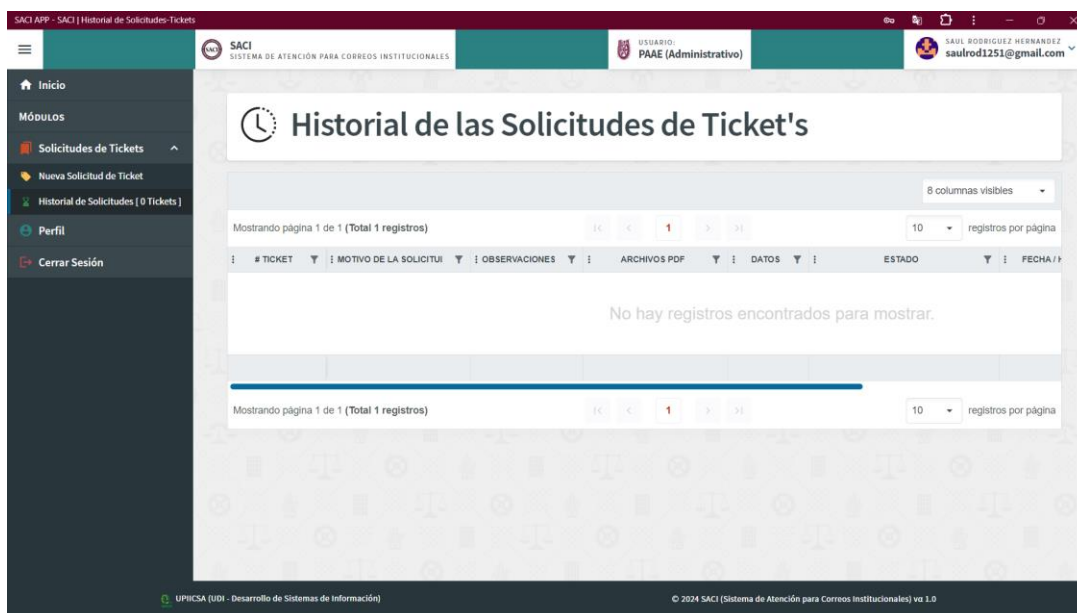 SACI APP - SACI | Historial de Solicitudes-Tickets
SACI
SISTEMA DE ATENCIÓN PARA CORREOS INSTITUCIONALES
USUARIO:
PAAE (Administrativo)
SAUL RODRIGUEZ HERNANDEZ
saulrod1251@gmail.com
Inicio
MÓDULOS
Solicitudes de Tickets
Nueva Solicitud de Ticket
Historial de Solicitudes [ 0 Tickets ]
Perfil
Cerrar Sesión
Historial de las Solicitudes de Ticket's
8 columnas visibles
Mostrando página 1 de 1 (Total 1 registros)
1
10
registros por página
# TICKET
MOTIVO DE LA SOLICITUI
OBSERVACIONES
ARCHIVOS PDF
DATOS
ESTADO
FECHA / H
No hay registros encontrados para mostrar.
Mostrando página 1 de 1 (Total 1 registros)
1
10
registros por página
UPIICSA (UDI - Desarrollo de Sistemas de Información)
© 2024 SACI (Sistema de Atención para Correos Institucionales) vα 1.0